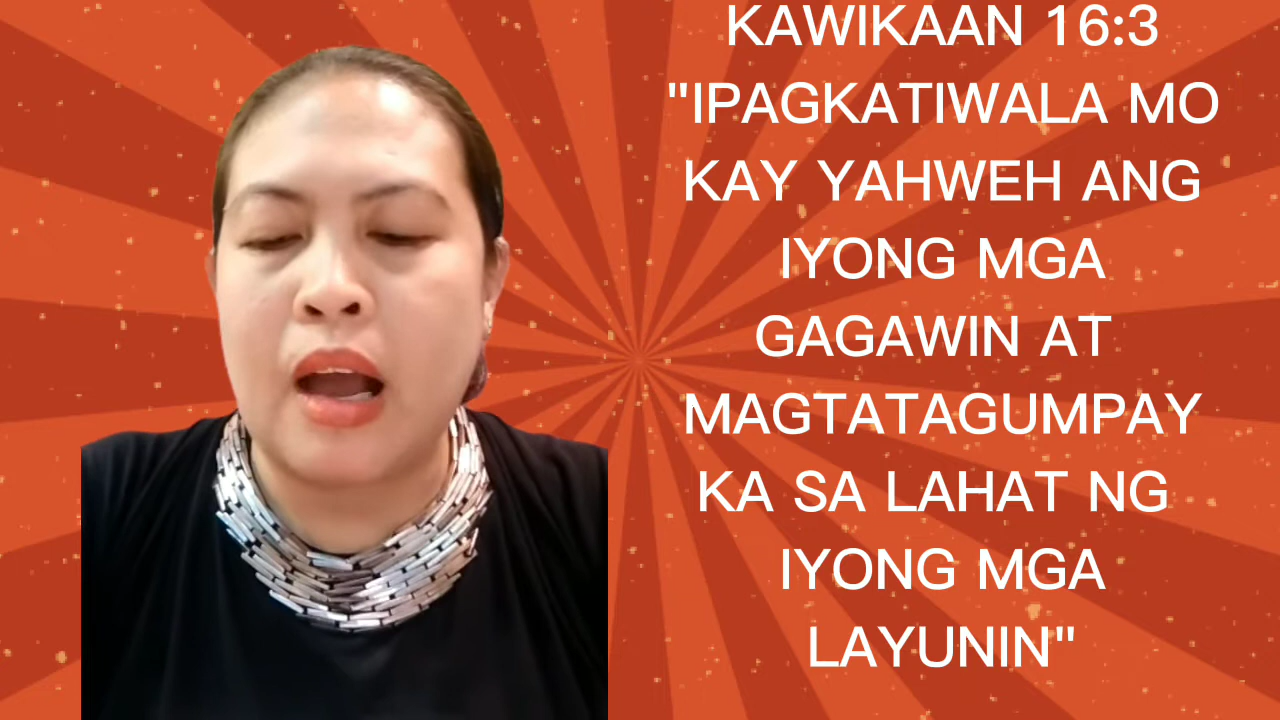 KAWIKAAN 16:3
"IPAGKATIWALA MO
KAY YAHWEH ANG
IYONG MGA
GAGAWIN AT
MAGTATAGUMPAY
KA SA LAHAT NG
IYONG MGA
LAYUNIN"